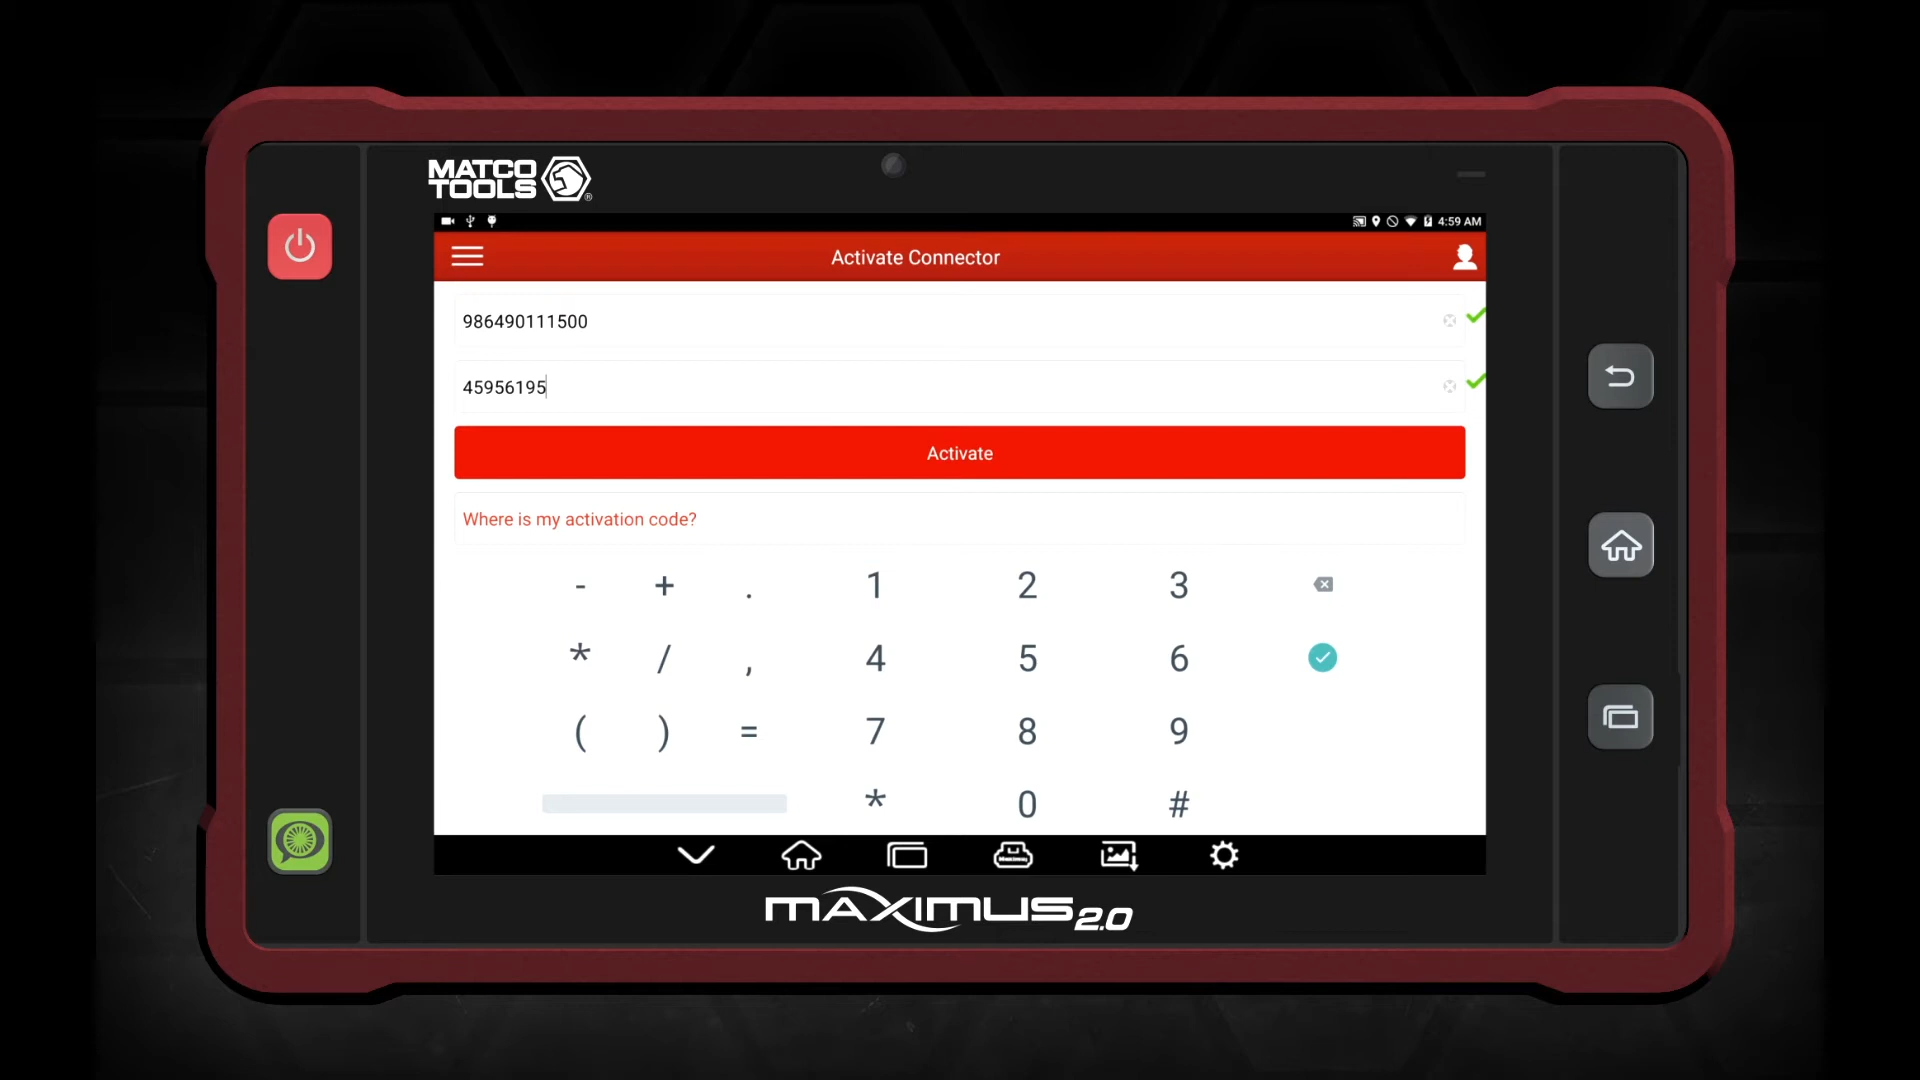 MATCO
TOOLS
4:59 AM
Activate Connector
986490111500
45956195
Activate
Where is my activation code?
- + . 1 2 3
* / , 4 5 6
( ) = 7 8 9
* 0 #
MAXIMUS 2.0